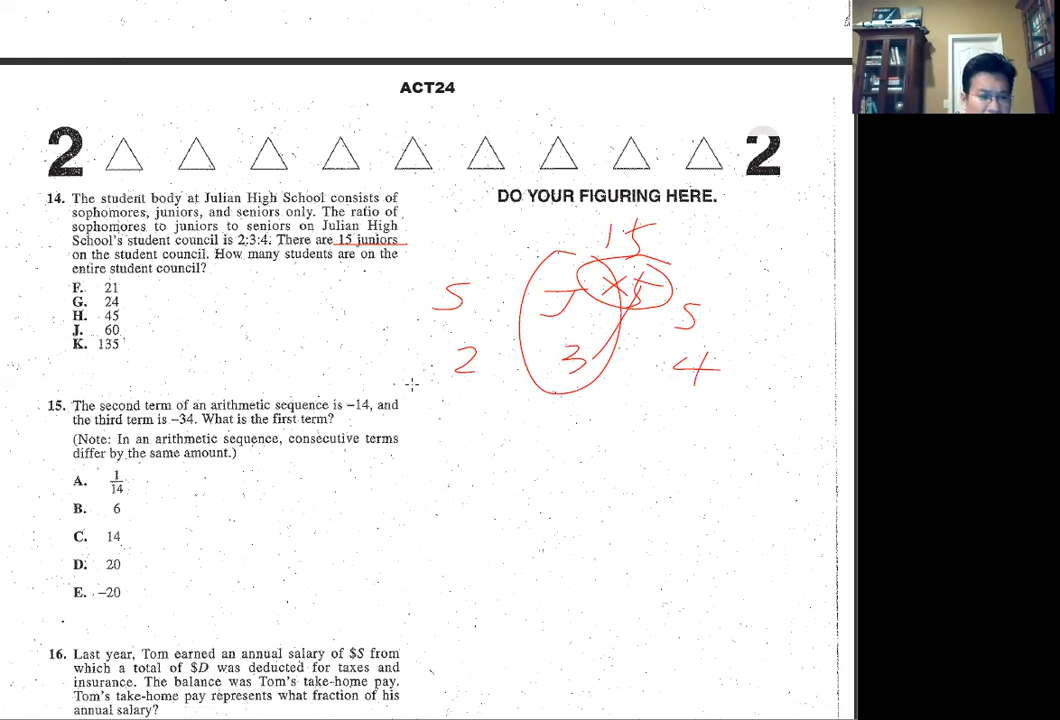 ACT24
2 2
14. The student body at Julian High School consists of
sophomores, juniors, and seniors only. The ratio of
sophomores to juniors to seniors on Julian High
School's student council is 2:3:4. There are 15 juniors
on the student council. How many students are on the
entire student council?
F. 21
G. 24
H. 45
J. 60
K. 135
DO YOUR FIGURING HERE.
15
S J ×5 S
2 3 4
15. The second term of an arithmetic sequence is −14, and
the third term is −34. What is the first term?
(Note: In an arithmetic sequence, consecutive terms
differ by the same amount.)
A. 1/14
B. 6
C. 14
D. 20
E. −20
16. Last year, Tom earned an annual salary of $S from
which a total of $D was deducted for taxes and
insurance. The balance was Tom's take-home pay.
Tom's take-home pay represents what fraction of his
annual salary?